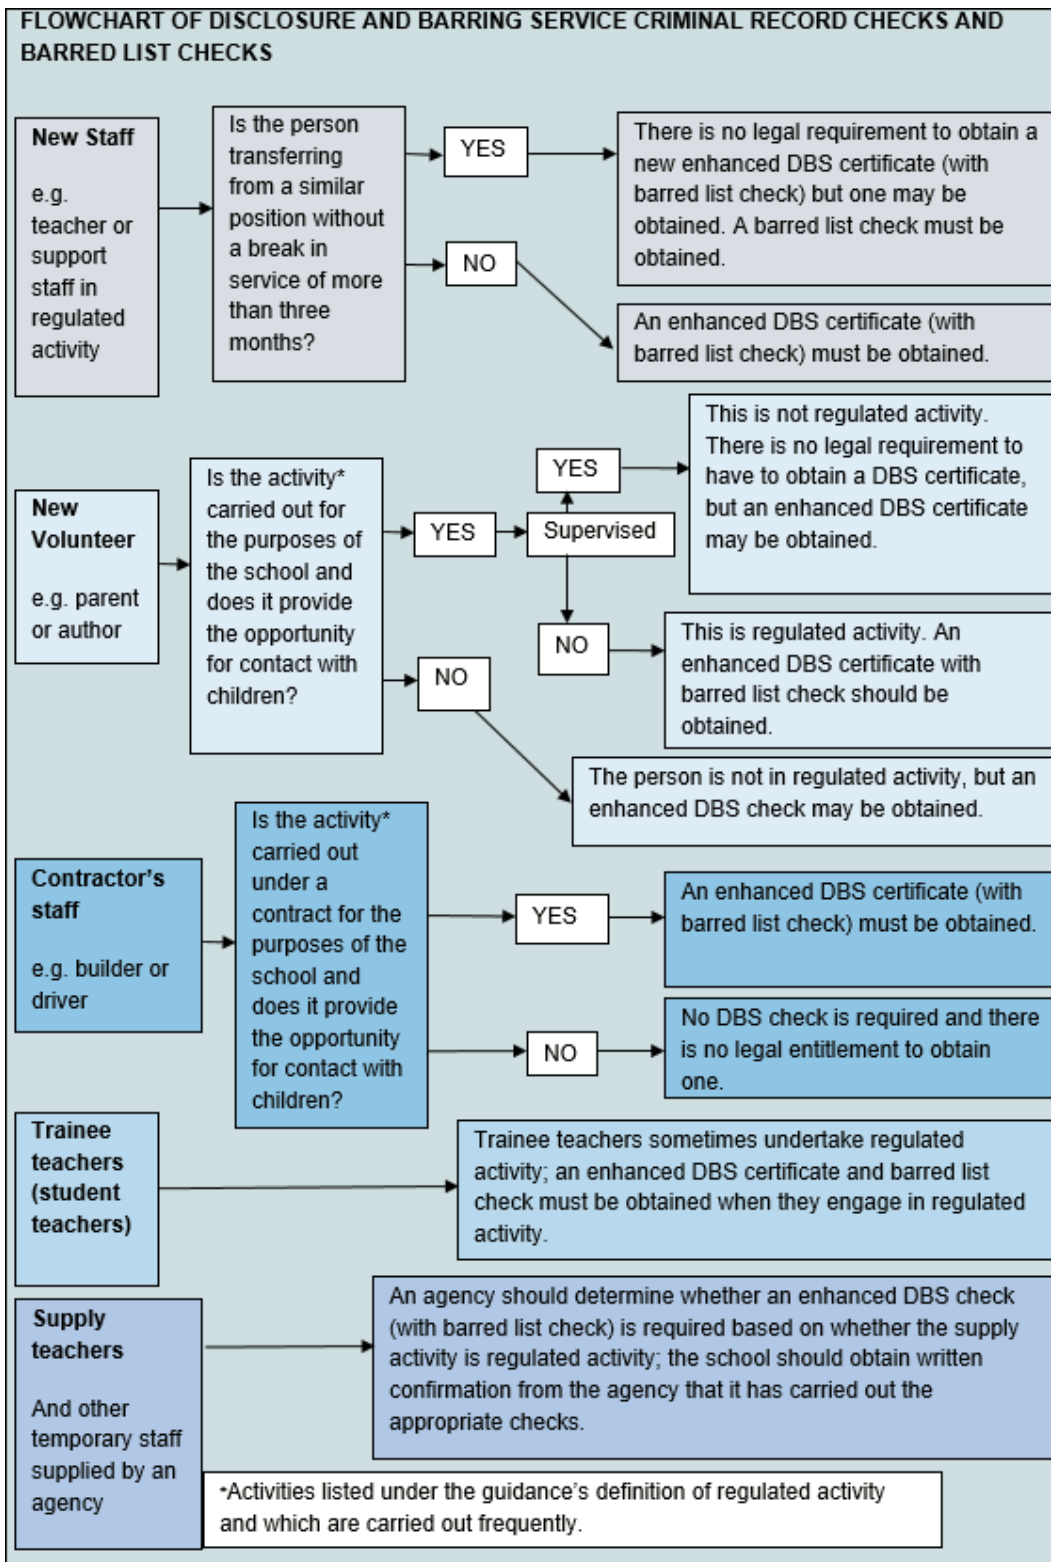 FLOWCHART OF DISCLOSURE AND BARRING SERVICE CRIMINAL RECORD CHECKS AND
BARRED LIST CHECKS
New Staff
e.g.
teacher or
support
staff in
regulated
activity
Is the person
transferring
from a similar
position without
a break in
service of more
than three
months?
YES
There is no legal requirement to obtain a
new enhanced DBS certificate (with
barred list check) but one may be
obtained. A barred list check must be
obtained.
NO
An enhanced DBS certificate (with
barred list check) must be obtained.
New
Volunteer
e.g. parent
or author
Is the activity*
carried out for
the purposes of
the school and
does it provide
the opportunity
for contact with
children?
YES
Supervised
YES
This is not regulated activity.
There is no legal requirement to
have to obtain a DBS certificate,
but an enhanced DBS certificate
may be obtained.
NO
This is regulated activity. An
enhanced DBS certificate with
barred list check should be
obtained.
NO
The person is not in regulated activity, but an
enhanced DBS check may be obtained.
Contractor's
staff
e.g. builder or
driver
Is the activity*
carried out
under a
contract for the
purposes of the
school and
does it provide
the opportunity
for contact with
children?
YES
An enhanced DBS certificate (with
barred list check) must be obtained.
NO
No DBS check is required and there
is no legal entitlement to obtain
one.
Trainee
teachers
(student
teachers)
Trainee teachers sometimes undertake regulated
activity; an enhanced DBS certificate and barred list
check must be obtained when they engage in regulated
activity.
Supply
teachers
And other
temporary staff
supplied by an
agency
An agency should determine whether an enhanced DBS check
(with barred list check) is required based on whether the supply
activity is regulated activity; the school should obtain written
confirmation from the agency that it has carried out the
appropriate checks.
*Activities listed under the guidance's definition of regulated activity
and which are carried out frequently.